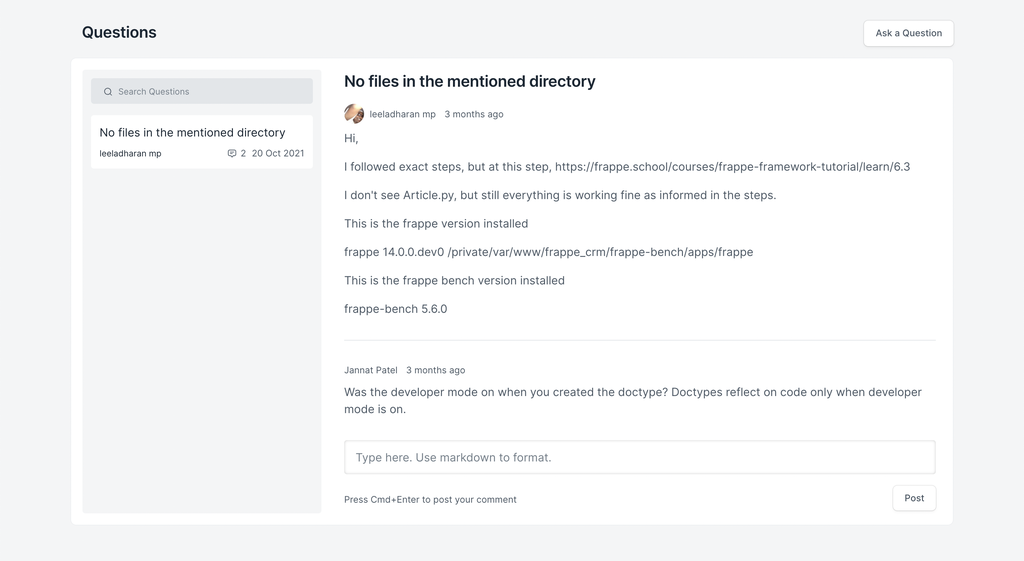 Questions
Ask a Question
Search Questions
No files in the mentioned directory
leeladharan mp 2 20 Oct 2021
No files in the mentioned directory
leeladharan mp 3 months ago
Hi,
I followed exact steps, but at this step, https://frappe.school/courses/frappe-framework-tutorial/learn/6.3
I don't see Article.py, but still everything is working fine as informed in the steps.
This is the frappe version installed
frappe 14.0.0.dev0 /private/var/www/frappe_crm/frappe-bench/apps/frappe
This is the frappe bench version installed
frappe-bench 5.6.0
Jannat Patel 3 months ago
Was the developer mode on when you created the doctype? Doctypes reflect on code only when developer
mode is on.
Type here. Use markdown to format.
Press Cmd+Enter to post your comment
Post